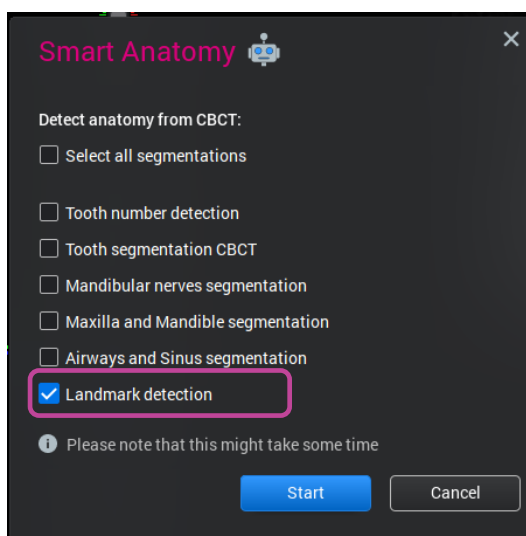 Smart Anatomy
Detect anatomy from CBCT:
Select all segmentations
Tooth number detection
Tooth segmentation CBCT
Mandibular nerves segmentation
Maxilla and Mandible segmentation
Airways and Sinus segmentation
Landmark detection
Please note that this might take some time
Start Cancel